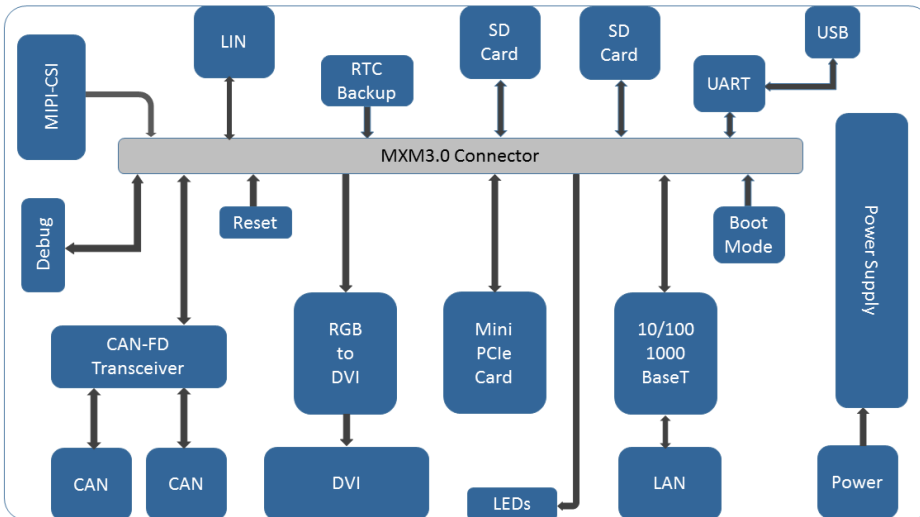 MIPI-CSI
LIN
RTC
Backup
SD
Card
SD
Card
UART
USB
MXM3.0 Connector
Debug
Reset
Boot
Mode
Power Supply
CAN-FD
Transceiver
RGB
to
DVI
Mini
PCIe
Card
10/100
1000
BaseT
CAN
CAN
DVI
LEDs
LAN
Power